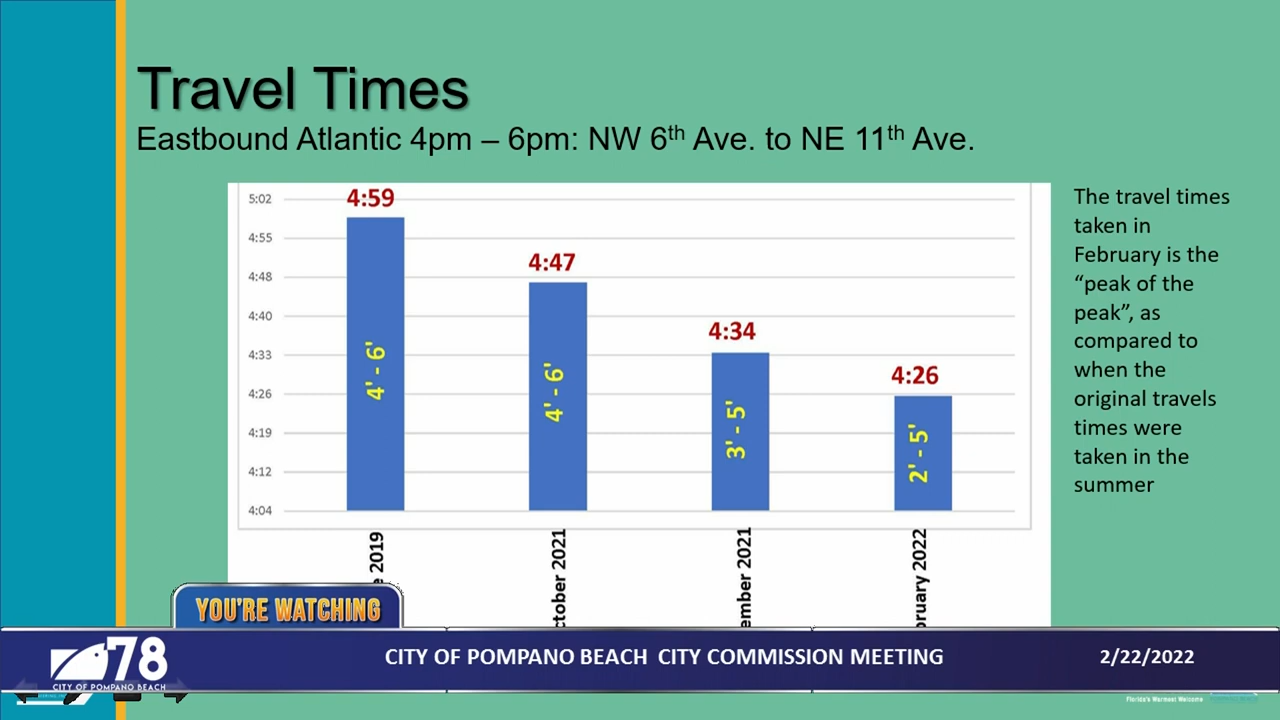 Travel Times
Eastbound Atlantic 4pm – 6pm: NW 6th Ave. to NE 11th Ave.
5:02
4:55
4:48
4:40
4:33
4:26
4:19
4:12
4:04
4:59
4:47
4:34
4:26
4' - 6'
4' - 6'
3' - 5'
2' - 5'
e 2019
ctober 2021
ember 2021
bruary 2022
The travel times
taken in
February is the
“peak of the
peak”, as
compared to
when the
original travels
times were
taken in the
summer
YOU'RE WATCHING
78
CITY OF POMPANO BEACH
CITY OF POMPANO BEACH CITY COMMISSION MEETING
2/22/2022
Florida's Warmest Welcome